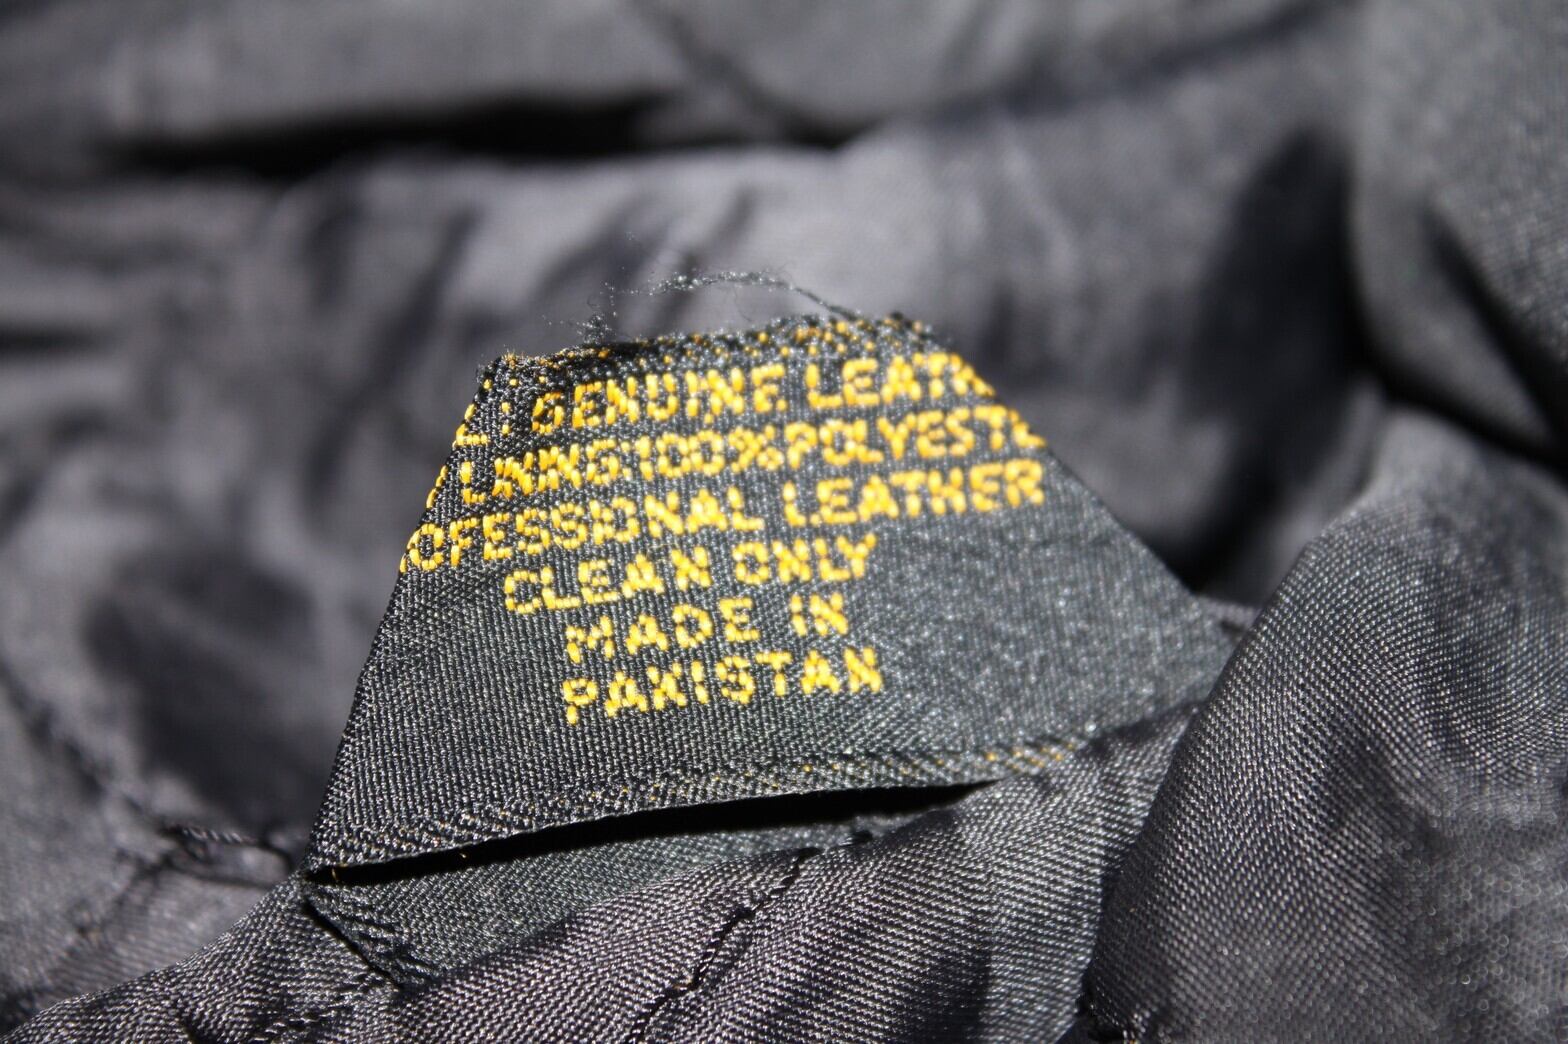 GENUINE LEATH
LINING 100% POLYESTE
OFESSIONAL LEATHER
CLEAN ONLY
MADE IN
PAKISTAN